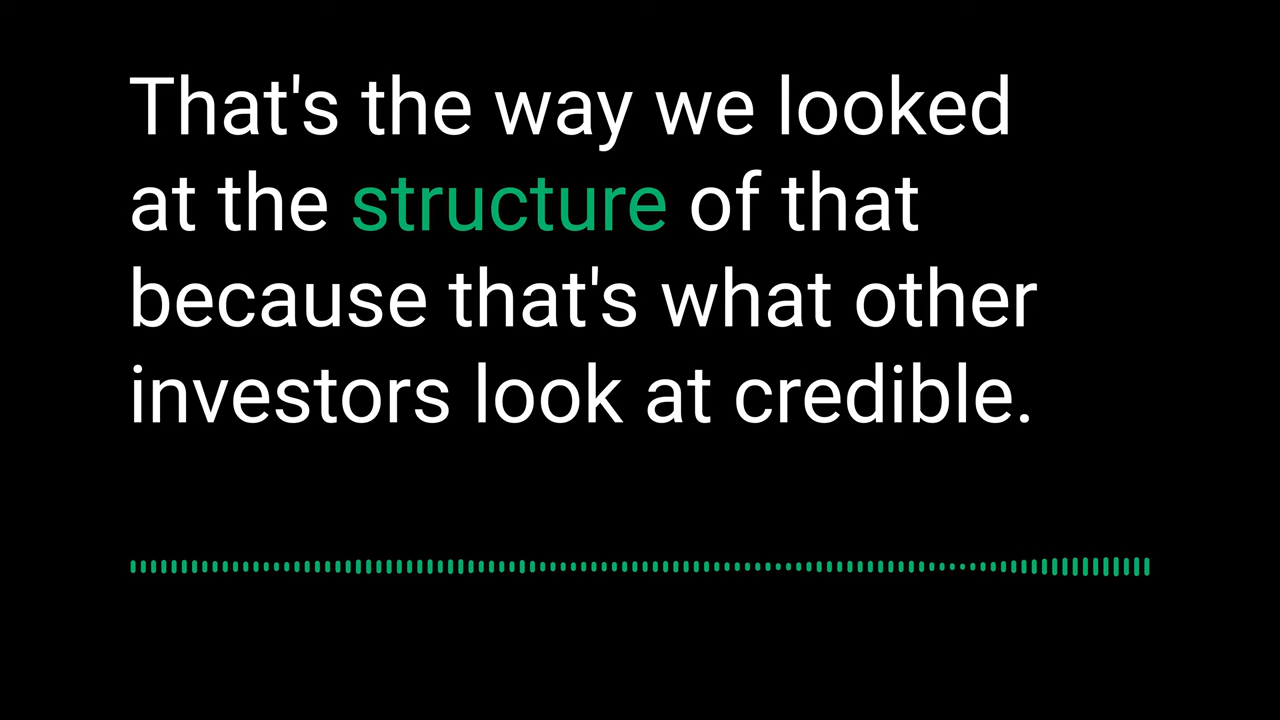 That's the way we looked
at the structure of that
because that's what other
investors look at credible.